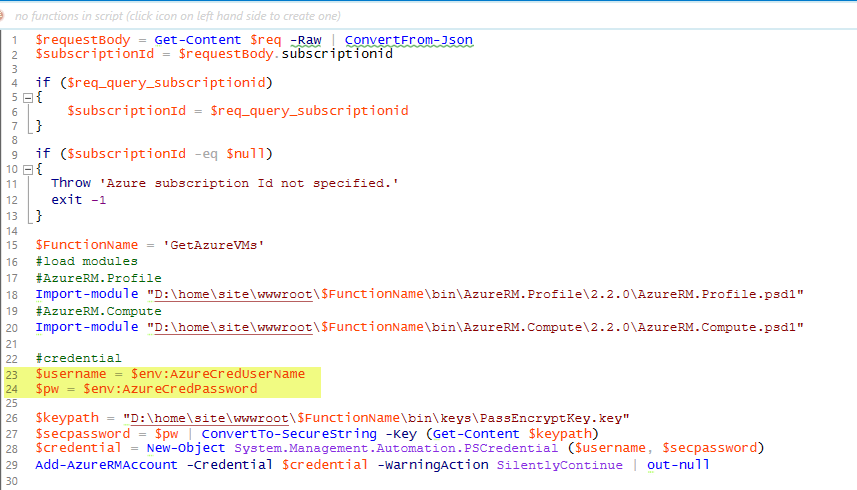 no functions in script (click icon on left hand side to create one)
1 $requestBody = Get-Content $req -Raw | ConvertFrom-Json
2 $subscriptionId = $requestBody.subscriptionid
3
4 if ($req_query_subscriptionid)
5 {
6 $subscriptionId = $req_query_subscriptionid
7 }
8
9 if ($subscriptionId -eq $null)
10 {
11 Throw 'Azure subscription Id not specified.'
12 exit -1
13 }
14
15 $FunctionName = 'GetAzureVMs'
16 #load modules
17 #AzureRM.Profile
18 Import-module "D:\home\site\wwwroot\$FunctionName\bin\AzureRM.Profile\2.2.0\AzureRM.Profile.psd1"
19 #AzureRM.Compute
20 Import-module "D:\home\site\wwwroot\$FunctionName\bin\AzureRM.Compute\2.2.0\AzureRM.Compute.psd1"
21
22 #credential
23 $username = $env:AzureCredUserName
24 $pw = $env:AzureCredPassword
25
26 $keypath = "D:\home\site\wwwroot\$FunctionName\bin\keys\PassEncryptKey.key"
27 $secpassword = $pw | ConvertTo-SecureString -Key (Get-Content $keypath)
28 $credential = New-Object System.Management.Automation.PSCredential ($username, $secpassword)
29 Add-AzureRMAccount -Credential $credential -WarningAction SilentlyContinue | out-null
30